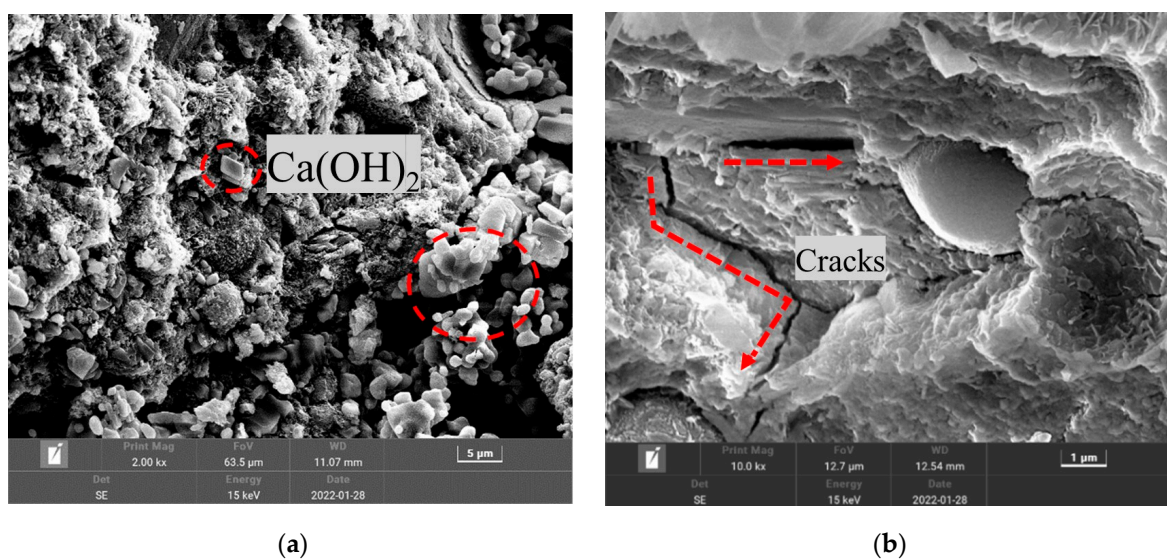 Ca(OH)₂
Print Mag FoV WD
2.00 kx 63.5 µm 11.07 mm 5 µm
Det Energy Date
SE 15 keV 2022-01-28
(a)
Cracks
Print Mag FoV WD
10.0 kx 12.7 µm 12.54 mm 1 µm
Det Energy Date
SE 15 keV 2022-01-28
(b)